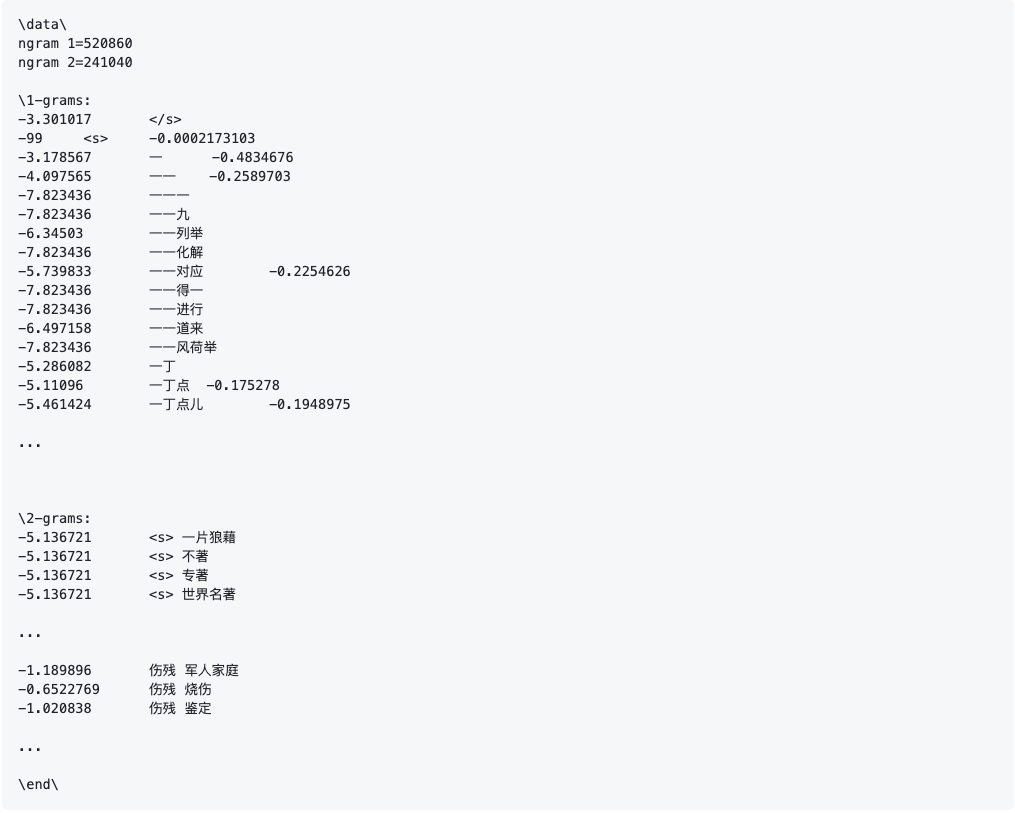 \data\
ngram 1=520860
ngram 2=241040
\1-grams:
-3.301017 </s>
-99 <s> -0.0002173103
-3.178567 一 -0.4834676
-4.097565 一一 -0.2589703
-7.823436 一一一
-7.823436 一一九
-6.34503 一一列举
-7.823436 一一化解
-5.739833 一一对应 -0.2254626
-7.823436 一一得一
-7.823436 一一进行
-6.497158 一一道来
-7.823436 一一风荷举
-5.286082 一丁
-5.11096 一丁点 -0.175278
-5.461424 一丁点儿 -0.1948975
...
\2-grams:
-5.136721 <s> 一片狼藉
-5.136721 <s> 不著
-5.136721 <s> 专著
-5.136721 <s> 世界名著
...
-1.189896 伤残 军人家庭
-0.6522769 伤残 烧伤
-1.020838 伤残 鉴定
...
\end\